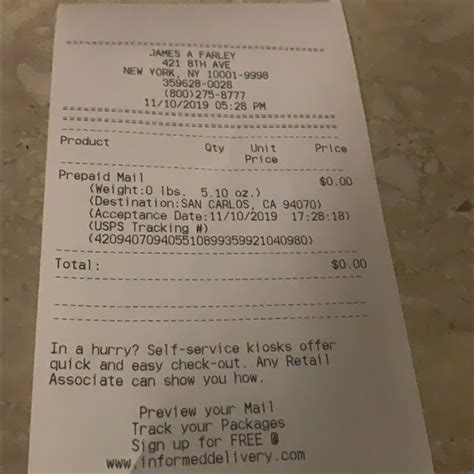 JAMES A FARLEY
421 8TH AVE
NEW YORK, NY 10001-9998
359628-0028
(800)275-8777
11/10/2019 05:28 PM
Product Qty Unit Price
Price
Prepaid Mail $0.00
(Weight:0 lbs. 5.10 oz.)
(Destination:SAN CARLOS, CA 94070)
(Acceptance Date:11/10/2019 17:28:18)
(USPS Tracking #)
(420940709405510899359921040980)
Total: $0.00
In a hurry? Self-service kiosks offer
quick and easy check-out. Any Retail
Associate can show you how.
Preview your Mail
Track your Packages
Sign up for FREE @
www.informeddelivery.com